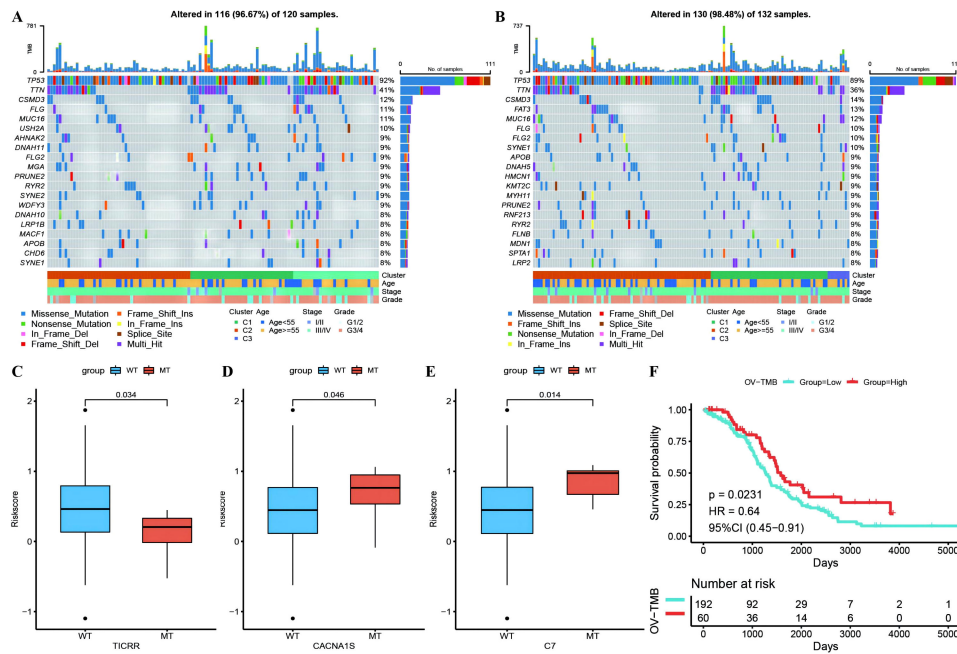 A
Altered in 116 (96.67%) of 120 samples.
781
TMB
0
0
No. of samples
111
TP53 92%
TTN 41%
CSMD3 12%
FLG 11%
MUC16 11%
USH2A 10%
AHNAK2 9%
DNAH11 9%
FLG2 9%
MGA 9%
PRUNE2 9%
RYR2 9%
SYNE2 9%
WDFY3 9%
DNAH10 8%
LRP1B 8%
MACF1 8%
APOB 8%
CHD6 8%
SYNE1 8%
Cluster
Age
Stage
Grade
Missense_Mutation
Nonsense_Mutation
In_Frame_Del
Frame_Shift_Del
Frame_Shift_Ins
In_Frame_Ins
Splice_Site
Multi_Hit
Cluster Age Stage Grade
C1 Age<55 I/II G1/2
C2 Age>=55 III/IV G3/4
C3
B
Altered in 130 (98.48%) of 132 samples.
737
TMB
0
0
No. of samples
111
TP53 89%
TTN 36%
CSMD3 14%
FAT3 13%
MUC16 12%
FLG 11%
FLG2 10%
SYNE1 10%
APOB 9%
DNAH5 9%
HMCN1 9%
KMT2C 9%
MYH11 9%
PRUNE2 9%
RNF213 9%
RYR2 9%
FLNB 8%
MDN1 8%
SPTA1 8%
LRP2 8%
Cluster
Age
Stage
Grade
Missense_Mutation
Frame_Shift_Ins
Nonsense_Mutation
In_Frame_Ins
Frame_Shift_Del
Splice_Site
In_Frame_Del
Multi_Hit
Cluster Age Stage Grade
C1 Age<55 I/II G1/2
C2 Age>=55 III/IV G3/4
C3
C
group WT MT
0.034
2
1
0
−1
Riskscore
WT MT
TICRR
D
group WT MT
0.046
2
1
0
−1
Riskscore
WT MT
CACNA1S
E
group WT MT
0.014
2
1
0
−1
Riskscore
WT MT
C7
F
OV−TMB Group=Low Group=High
1.00
0.75
0.50
0.25
0.00
Survival probability
p = 0.0231
HR = 0.64
95%CI (0.45−0.91)
0 1000 2000 3000 4000 5000
Days
Number at risk
OV−TMB
192 92 29 7 2 1
60 36 14 6 0 0
0 1000 2000 3000 4000 5000
Days